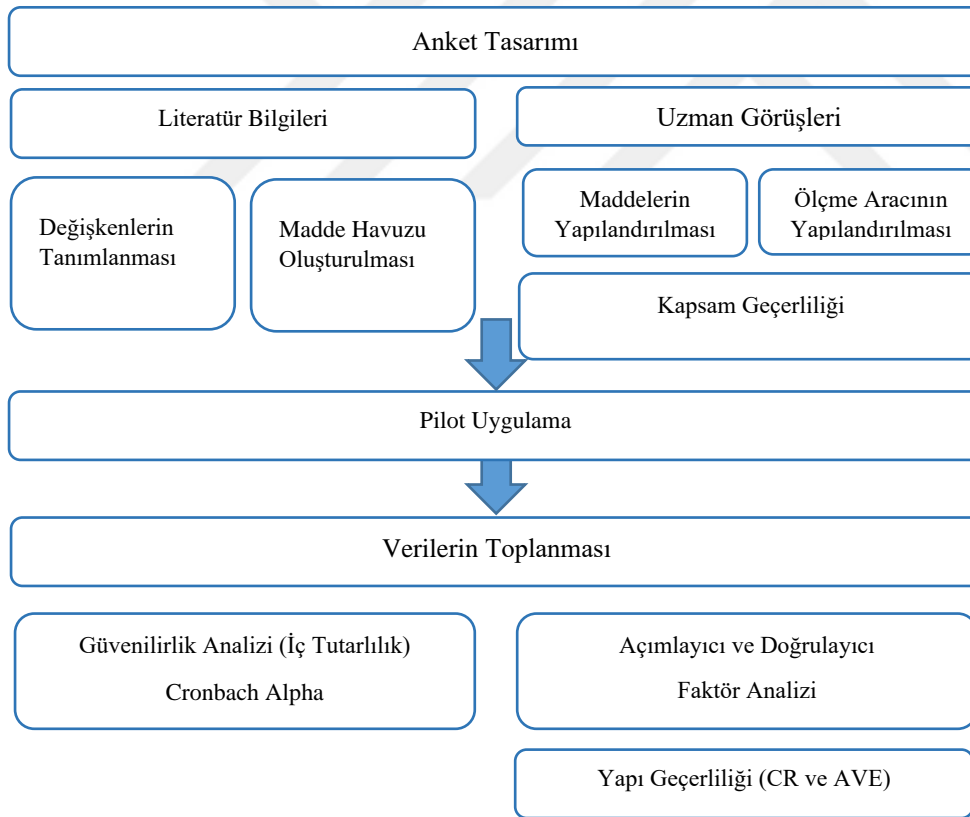 Anket Tasarımı
Literatür Bilgileri
Uzman Görüşleri
Değişkenlerin
Tanımlanması
Madde Havuzu
Oluşturulması
Maddelerin
Yapılandırılması
Ölçme Aracının
Yapılandırılması
Kapsam Geçerliliği
Pilot Uygulama
Verilerin Toplanması
Güvenilirlik Analizi (İç Tutarlılık)
Cronbach Alpha
Açımlayıcı ve Doğrulayıcı
Faktör Analizi
Yapı Geçerliliği (CR ve AVE)